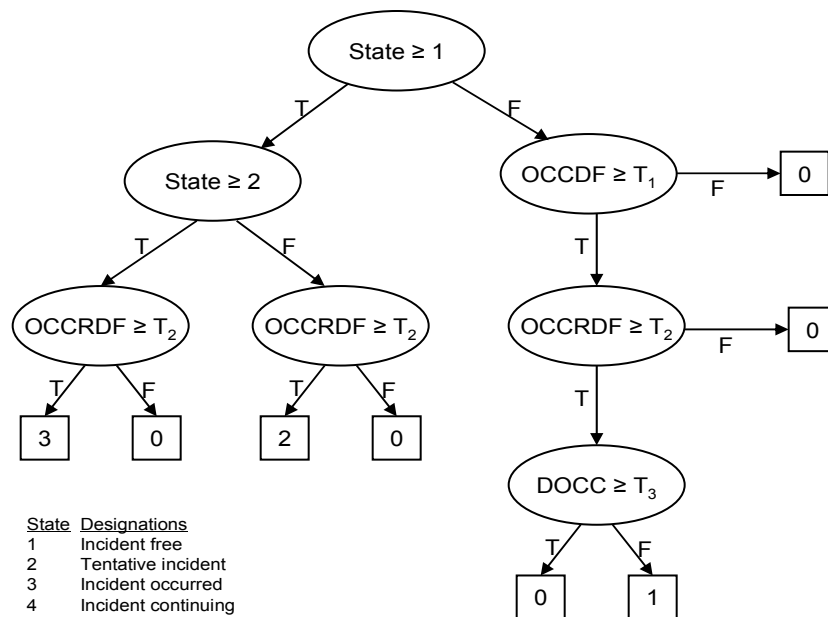 State ≥ 1
T
F
State ≥ 2
OCCDF ≥ T₁
F
0
T
F
T
OCCRDF ≥ T₂
OCCRDF ≥ T₂
OCCRDF ≥ T₂
F
0
T
F
T
F
T
3
0
2
0
DOCC ≥ T₃
T
F
0
1
State Designations
1 Incident free
2 Tentative incident
3 Incident occurred
4 Incident continuing